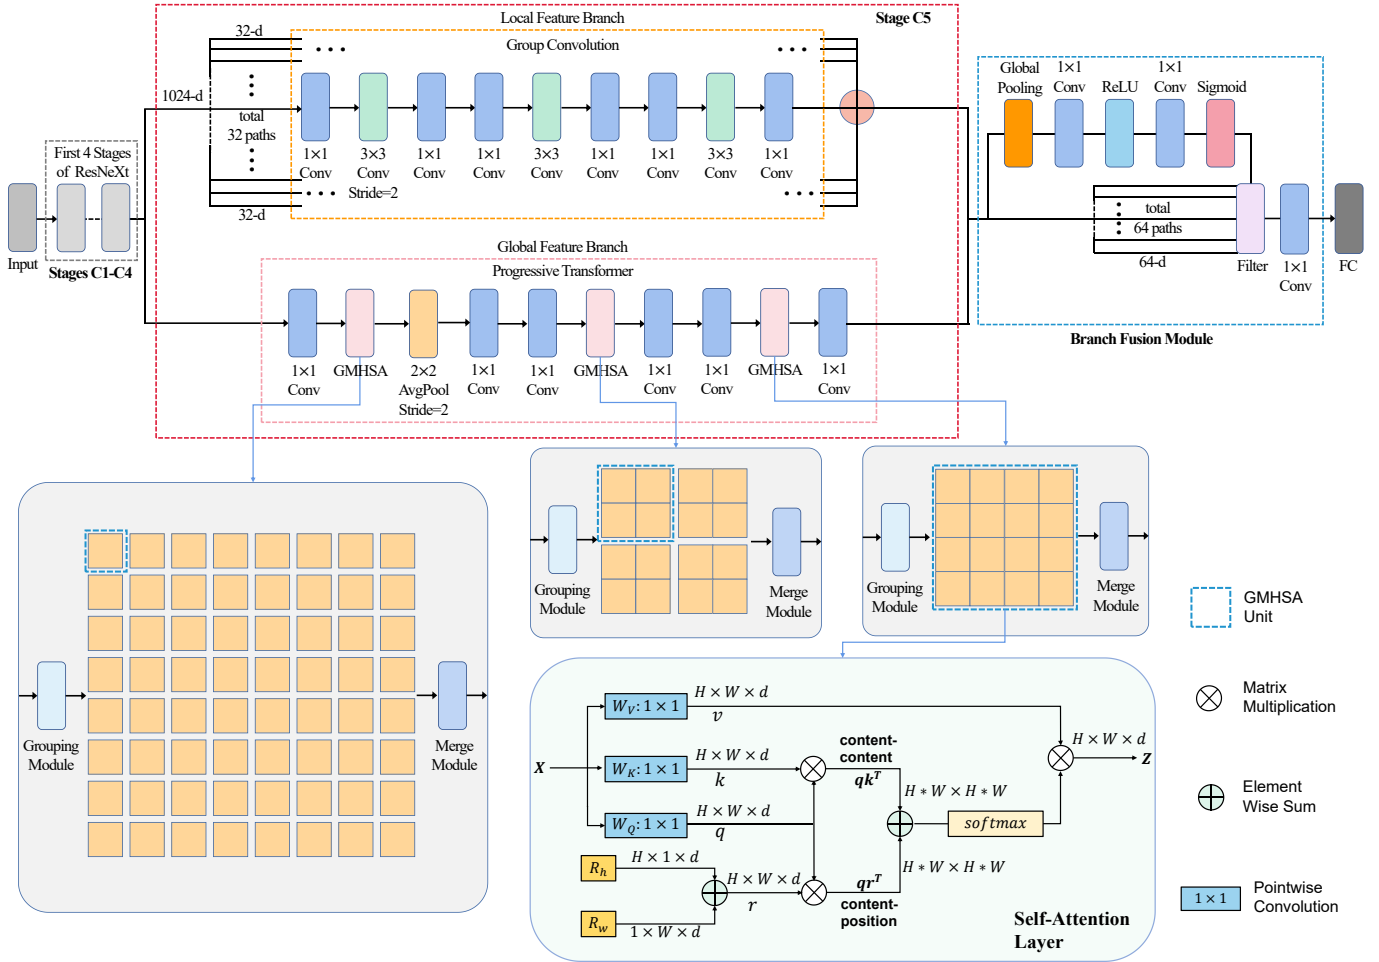 Local Feature Branch
Stage C5
32-d
Group Convolution
1024-d
total
32 paths
1×1
Conv
3×3
Conv
Stride=2
1×1
Conv
1×1
Conv
3×3
Conv
1×1
Conv
1×1
Conv
3×3
Conv
1×1
Conv
32-d
First 4 Stages
of ResNeXt
Input
Stages C1-C4
Global Feature Branch
Progressive Transformer
1×1
Conv
GMHSA
2×2
AvgPool
Stride=2
1×1
Conv
1×1
Conv
GMHSA
1×1
Conv
1×1
Conv
GMHSA
1×1
Conv
Global
Pooling
1×1
Conv
ReLU
1×1
Conv
Sigmoid
total
64 paths
64-d
Filter
1×1
Conv
FC
Branch Fusion Module
Grouping
Module
Merge
Module
Grouping
Module
Merge
Module
Grouping
Module
Merge
Module
GMHSA
Unit
Matrix
Multiplication
Element
Wise Sum
1 × 1
Pointwise
Convolution
X
W_V: 1 × 1
H × W × d
v
W_K: 1 × 1
H × W × d
k
W_Q: 1 × 1
H × W × d
q
R_h
H × 1 × d
R_w
1 × W × d
H × W × d
r
content-
content
qk^T
H * W × H * W
softmax
H * W × H * W
qr^T
content-
position
H × W × d
Z
Self-Attention
Layer